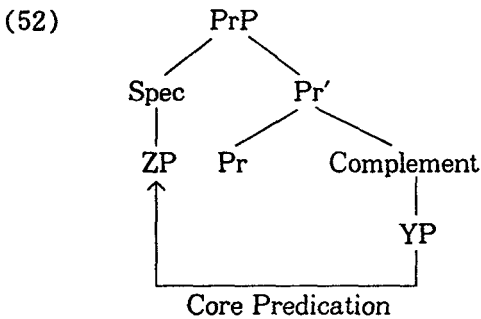 (52) PrP
Spec Pr′
ZP Pr Complement
YP
Core Predication